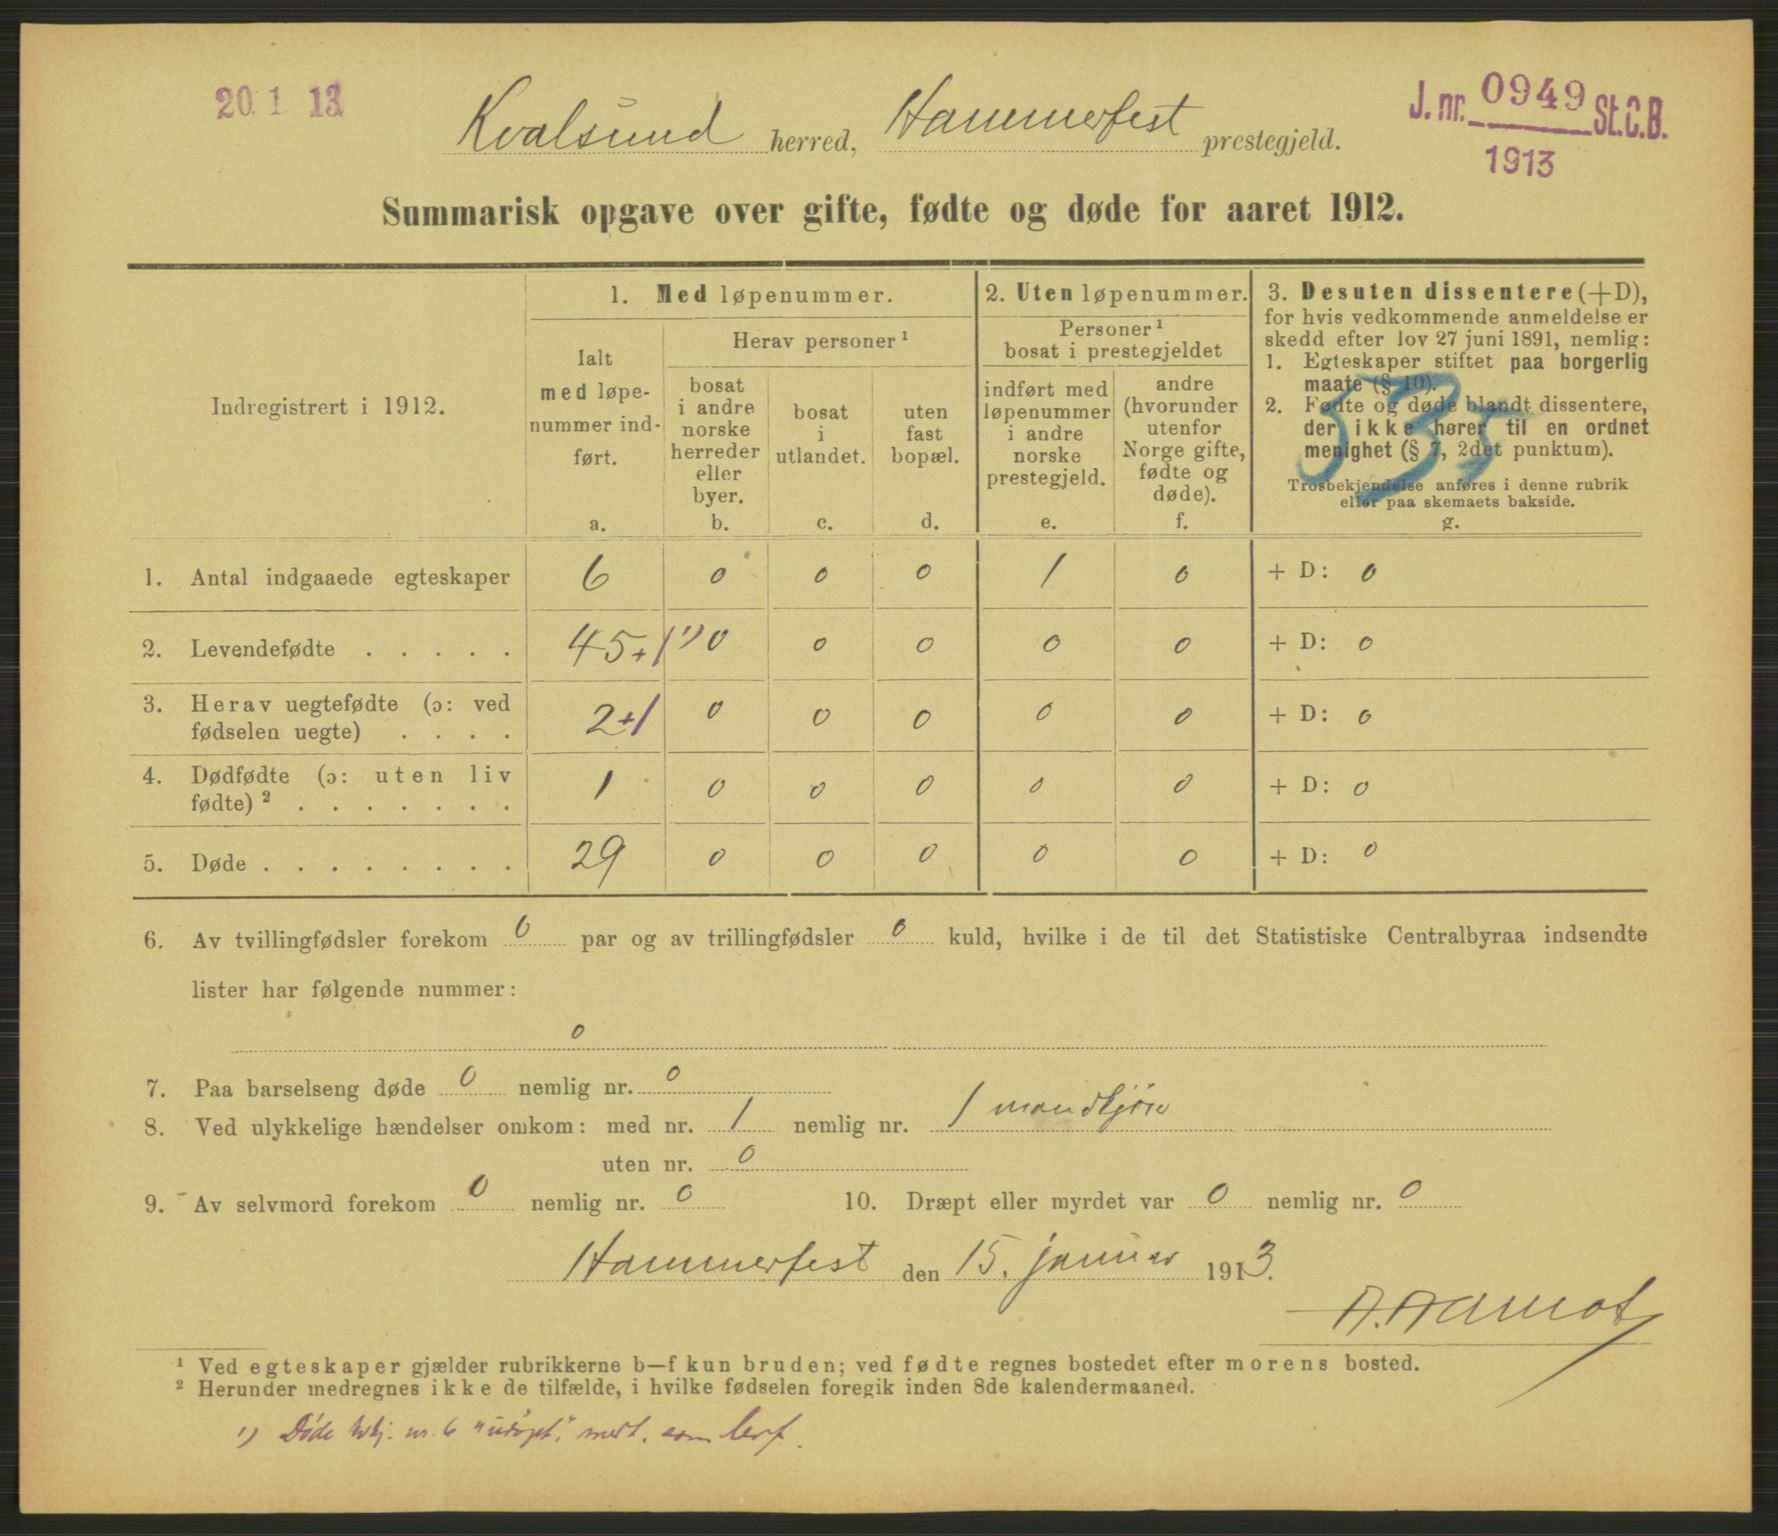 20. 1 13
J. nr. 0949 St.C.B.
1913
Kvalsund herred, Hammerfest prestegjeld.
Summarisk opgave over gifte, fødte og døde for aaret 1912.
Indregistrert i 1912.
1. Med løpenummer.
Ialt
med løpe-
nummer ind-
ført.
a.
Herav personer ¹
bosat
i andre
norske
herreder
eller
byer.
b.
bosat
i
utlandet.
c.
uten
fast
bopæl.
d.
2. Uten løpenummer.
Personer ¹
bosat i prestegjeldet
indført med
løpenummer
i andre
norske
prestegjeld.
e.
andre
(hvorunder
utenfor
Norge gifte,
fødte og
døde).
f.
3. Desuten dissentere (+D),
for hvis vedkommende anmeldelse er
skedd efter lov 27 juni 1891, nemlig:
1. Egteskaper stiftet paa borgerlig
maate (§ 10).
2. Fødte og døde blandt dissentere,
der ikke hører til en ordnet
menighet (§ 7, 2det punktum).
Trosbekjendelse anføres i denne rubrik
eller paa skemaets bakside.
g.
1. Antal indgaaede egteskaper 6 0 0 0 1 0 + D: 0
2. Levendefødte . . . . . 45+1 ¹) 0 0 0 0 0 + D: 0
3. Herav uegtefødte (ɔ: ved
fødselen uegte) . . . . 2+1 0 0 0 0 0 + D: 0
4. Dødfødte (ɔ: uten liv
fødte) ² . . . . . . . 1 0 0 0 0 0 + D: 0
5. Døde . . . . . . . . 29 0 0 0 0 0 + D: 0
6. Av tvillingfødsler forekom 0 par og av trillingfødsler 0 kuld, hvilke i de til det Statistiske Centralbyraa indsendte
lister har følgende nummer:
0
7. Paa barselseng døde 0 nemlig nr. 0
8. Ved ulykkelige hændelser omkom: med nr. 1 nemlig nr. 1 mandkjøn
uten nr. 0
9. Av selvmord forekom 0 nemlig nr. 0 10. Dræpt eller myrdet var 0 nemlig nr. 0
Hammerfest den 15. januar 1913.
A. Aamot
¹ Ved egteskaper gjælder rubrikkerne b—f kun bruden; ved fødte regnes bostedet efter morens bosted.
² Herunder medregnes ikke de tilfælde, i hvilke fødselen foregik inden 8de kalendermaaned.
¹) Døde kvkj. nr. 6 "udøpt", medt. som levf.